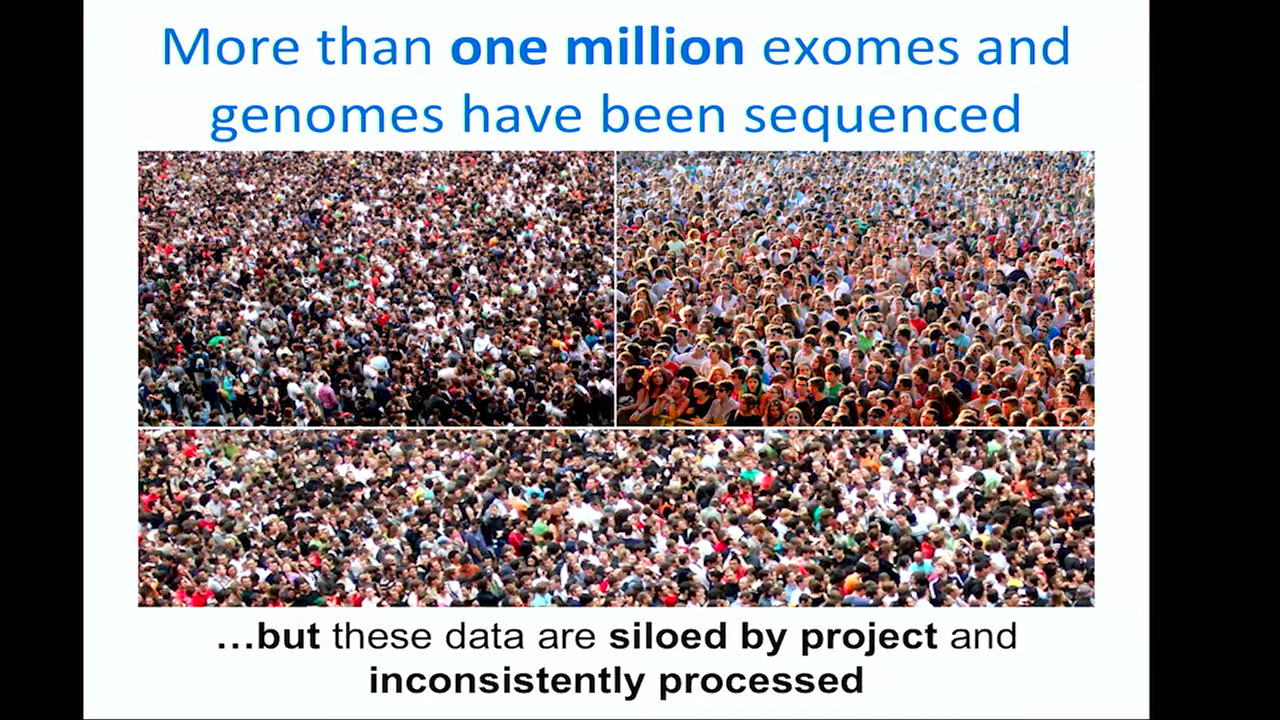 More than one million exomes and
genomes have been sequenced
...but these data are siloed by project and
inconsistently processed